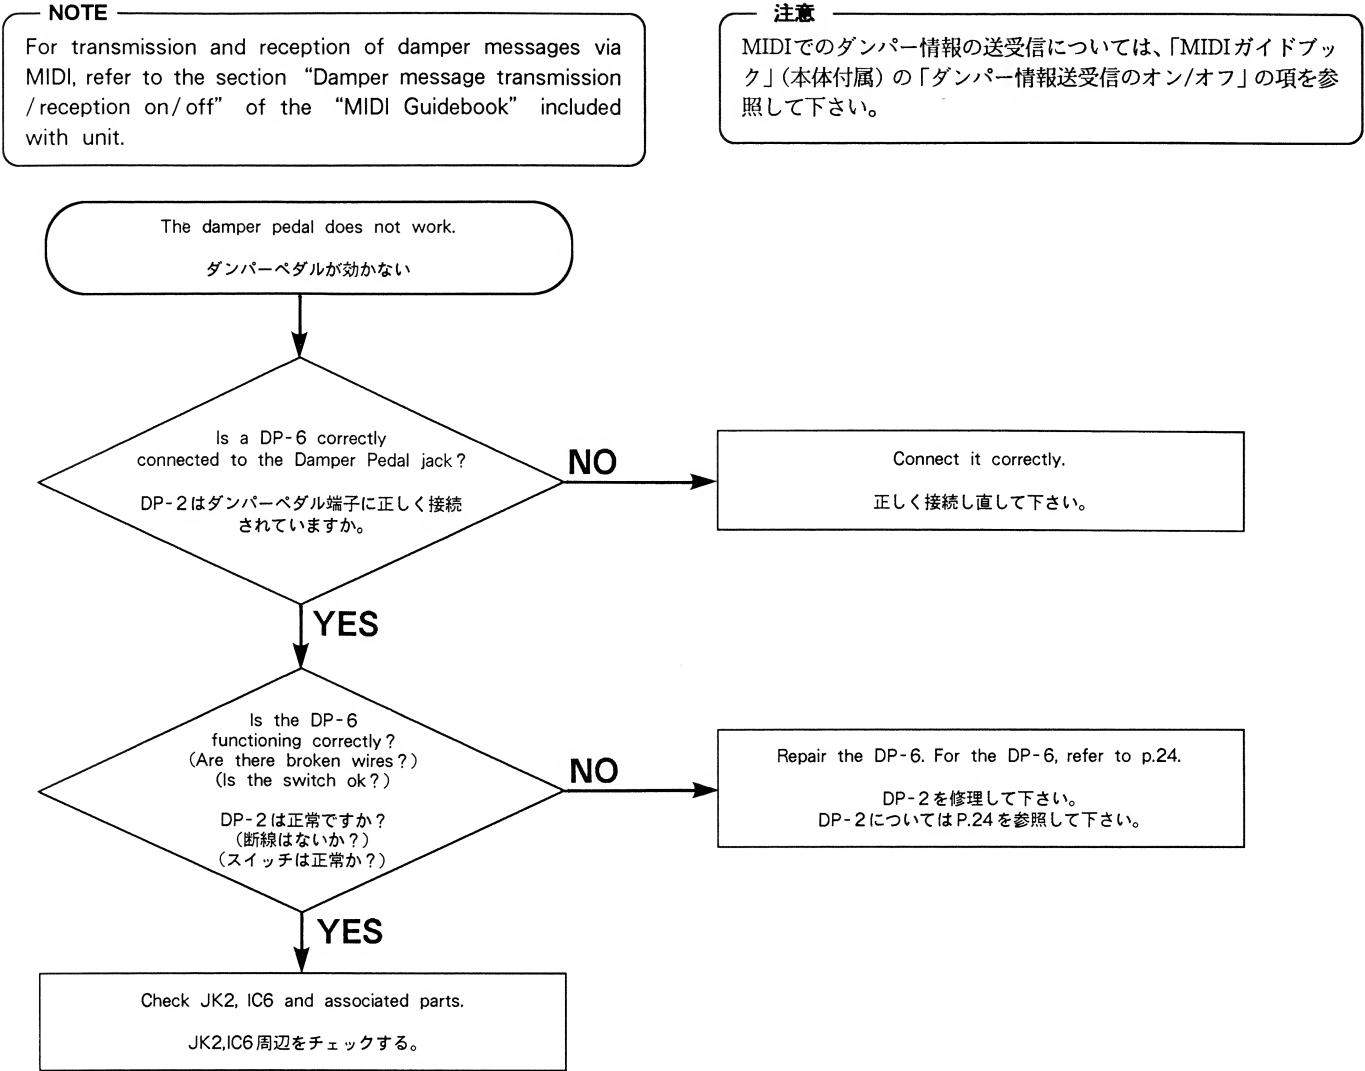 NOTE
For transmission and reception of damper messages via
MIDI, refer to the section “Damper message transmission
/reception on/off” of the “MIDI Guidebook” included
with unit.
注意
MIDIでのダンパー情報の送受信については、「MIDIガイドブッ
ク」（本体付属）の「ダンパー情報送受信のオン/オフ」の項を参
照して下さい。
The damper pedal does not work.
ダンパーペダルが効かない
Is a DP-6 correctly
connected to the Damper Pedal jack?
DP-2はダンパーペダル端子に正しく接続
されていますか。
NO
Connect it correctly.
正しく接続し直して下さい。
YES
Is the DP-6
functioning correctly?
(Are there broken wires?)
(Is the switch ok?)
DP-2は正常ですか?
(断線はないか?)
(スイッチは正常か?)
NO
Repair the DP-6. For the DP-6, refer to p.24.
DP-2を修理して下さい。
DP-2についてはP.24を参照して下さい。
YES
Check JK2, IC6 and associated parts.
JK2,IC6周辺をチェックする。